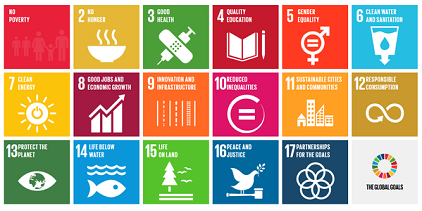 NO
POVERTY
2 NO
HUNGER
3 GOOD
HEALTH
4 QUALITY
EDUCATION
5 GENDER
EQUALITY
6 CLEAN WATER
AND SANITATION
7 CLEAN
ENERGY
8 GOOD JOBS AND
ECONOMIC GROWTH
9 INNOVATION AND
INFRASTRUCTURE
10 REDUCED
INEQUALITIES
11 SUSTAINABLE CITIES
AND COMMUNITIES
12 RESPONSIBLE
CONSUMPTION
13 PROTECT THE
PLANET
14 LIFE BELOW
WATER
15 LIFE
ON LAND
16 PEACE AND
JUSTICE
17 PARTNERSHIPS
FOR THE GOALS
THE GLOBAL GOALS